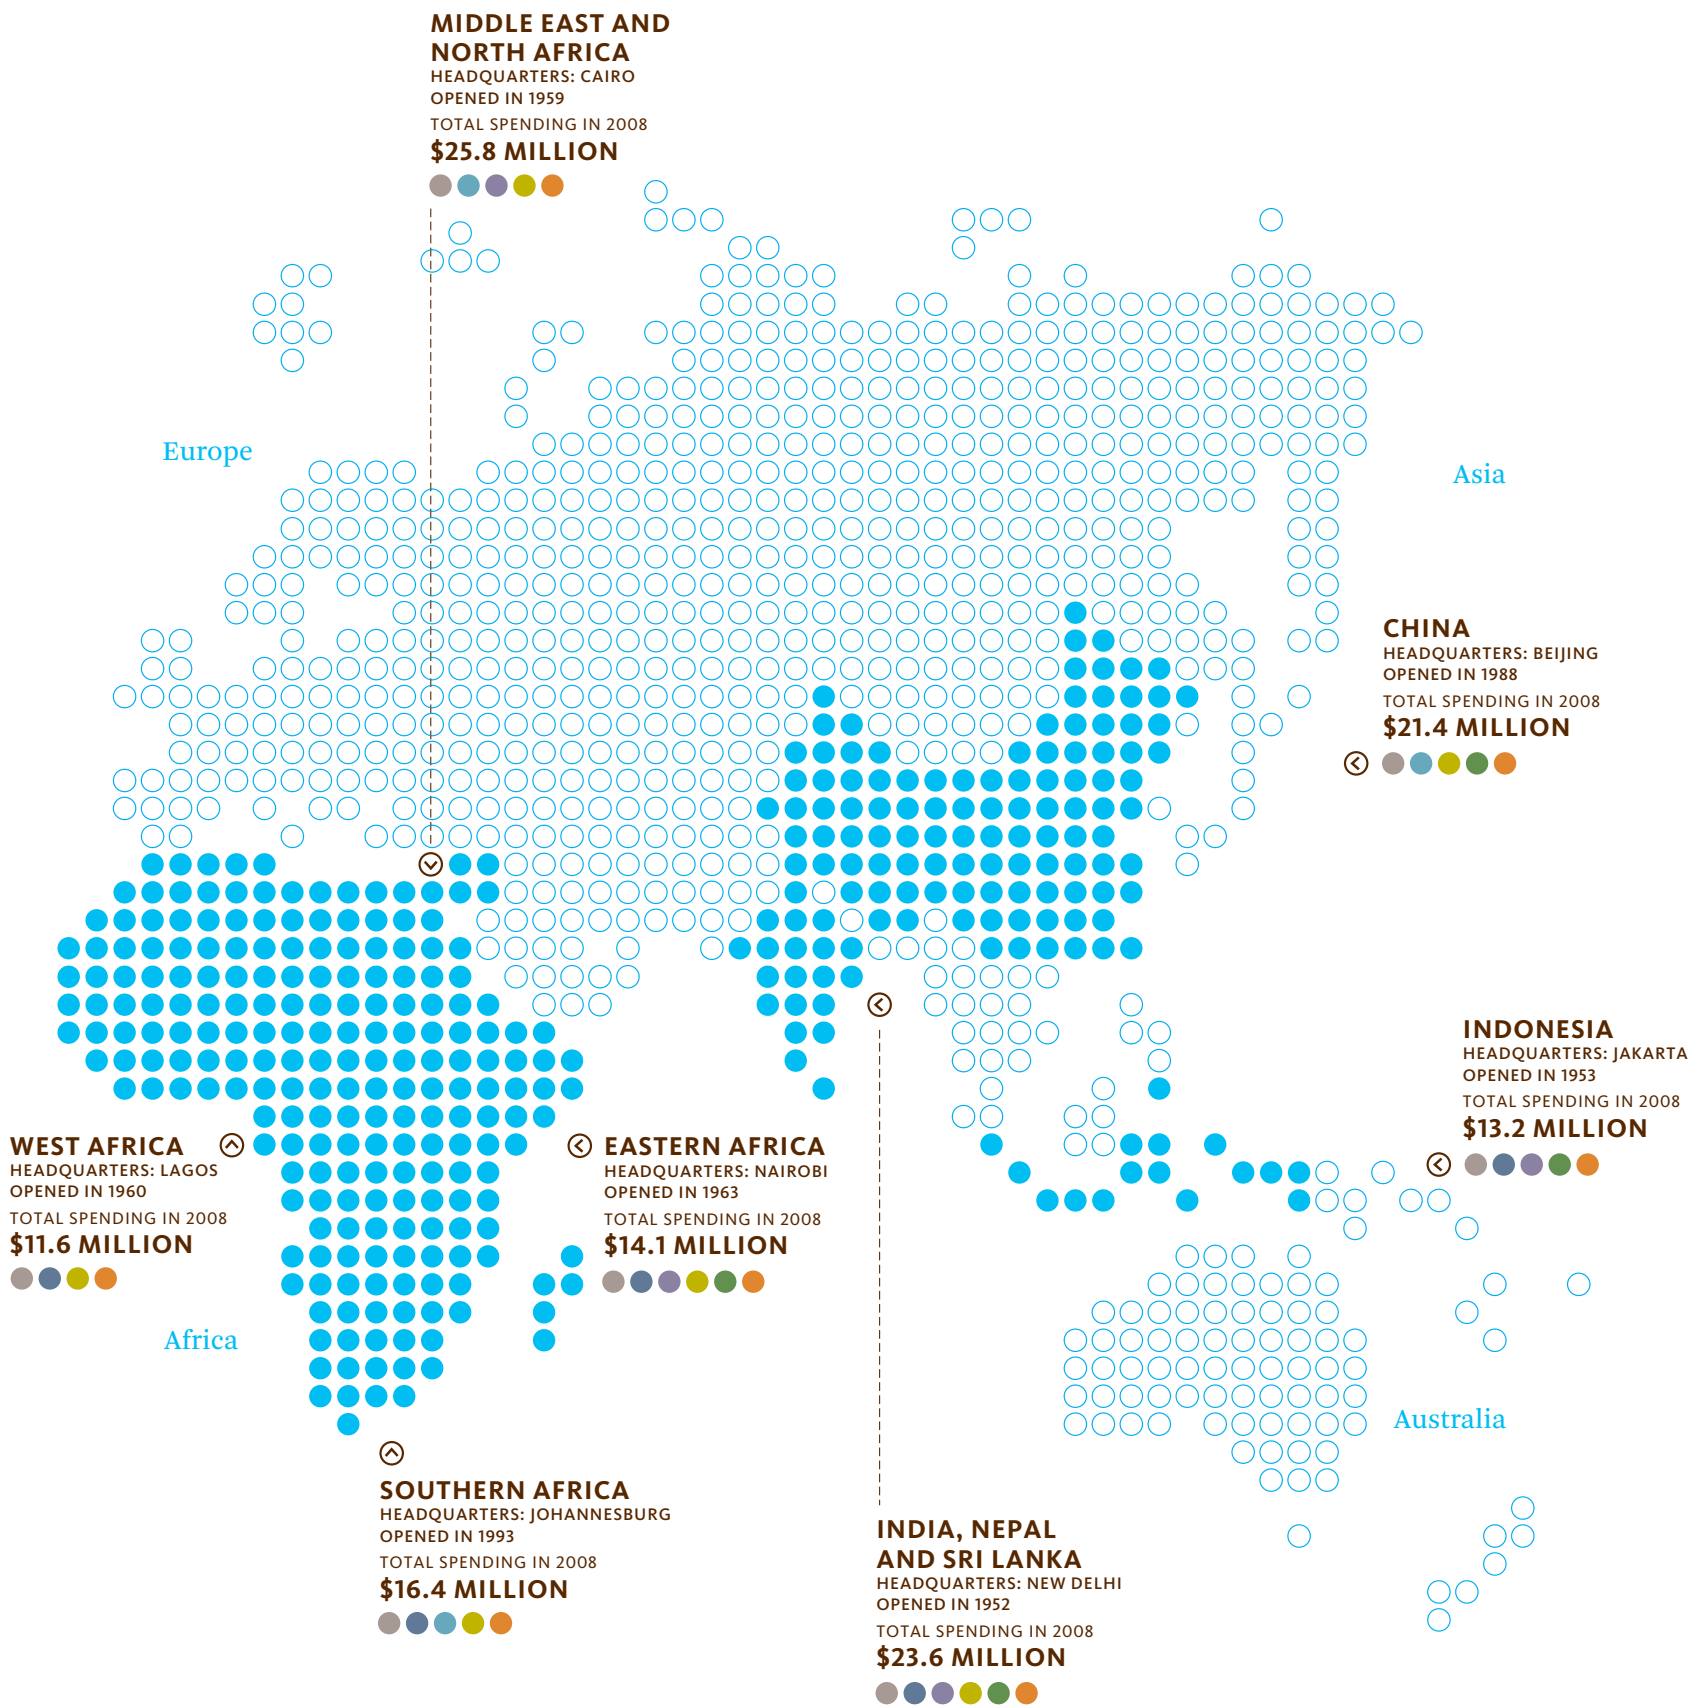 MIDDLE EAST AND
NORTH AFRICA
HEADQUARTERS: CAIRO
OPENED IN 1959
TOTAL SPENDING IN 2008
$25.8 MILLION
Europe
Asia
CHINA
HEADQUARTERS: BEIJING
OPENED IN 1988
TOTAL SPENDING IN 2008
$21.4 MILLION
INDONESIA
HEADQUARTERS: JAKARTA
OPENED IN 1953
TOTAL SPENDING IN 2008
$13.2 MILLION
WEST AFRICA
HEADQUARTERS: LAGOS
OPENED IN 1960
TOTAL SPENDING IN 2008
$11.6 MILLION
EASTERN AFRICA
HEADQUARTERS: NAIROBI
OPENED IN 1963
TOTAL SPENDING IN 2008
$14.1 MILLION
Africa
Australia
SOUTHERN AFRICA
HEADQUARTERS: JOHANNESBURG
OPENED IN 1993
TOTAL SPENDING IN 2008
$16.4 MILLION
INDIA, NEPAL
AND SRI LANKA
HEADQUARTERS: NEW DELHI
OPENED IN 1952
TOTAL SPENDING IN 2008
$23.6 MILLION